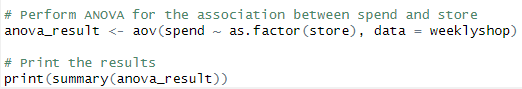 # Perform ANOVA for the association between spend and store
anova_result <- aov(spend ~ as.factor(store), data = weeklyshop)
# Print the results
print(summary(anova_result))